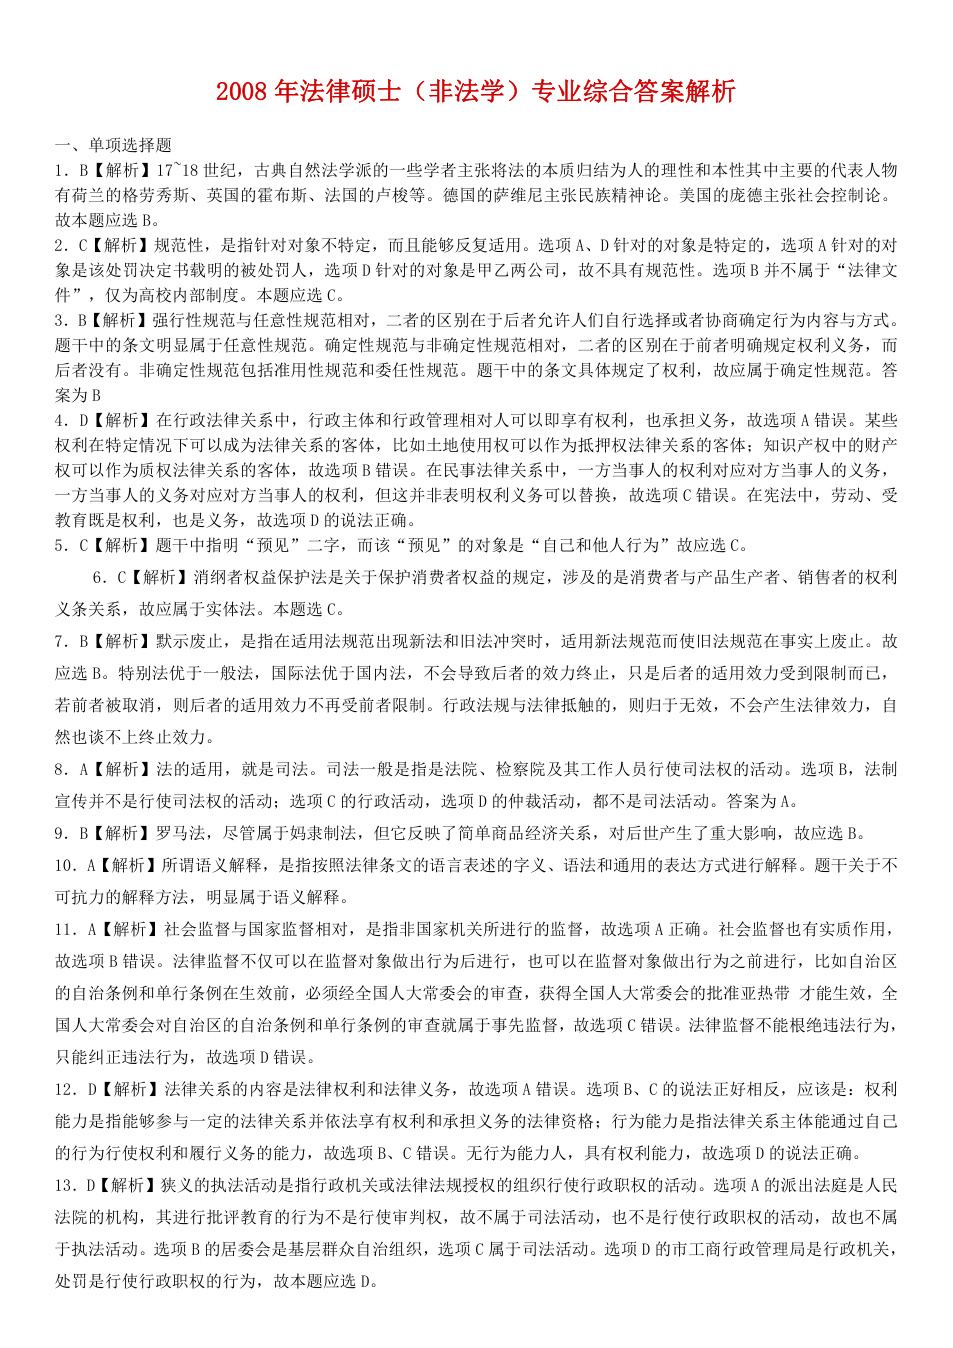 2008 年法律硕士（非法学）专业综合答案解析
一、单项选择题
1．B【解析】17~18 世纪，古典自然法学派的一些学者主张将法的本质归结为人的理性和本性其中主要的代表人物
有荷兰的格劳秀斯、英国的霍布斯、法国的卢梭等。德国的萨维尼主张民族精神论。美国的庞德主张社会控制论。
故本题应选 B。
2．C【解析】规范性，是指针对对象不特定，而且能够反复适用。选项 A、D 针对的对象是特定的，选项 A 针对的对
象是该处罚决定书载明的被处罚人，选项 D 针对的对象是甲乙两公司，故不具有规范性。选项 B 并不属于“法律文
件”，仅为高校内部制度。本题应选 C。
3．B【解析】强行性规范与任意性规范相对，二者的区别在于后者允许人们自行选择或者协商确定行为内容与方式。
题干中的条文明显属于任意性规范。确定性规范与非确定性规范相对，二者的区别在于前者明确规定权利义务，而
后者没有。非确定性规范包括准用性规范和委任性规范。题干中的条文具体规定了权利，故应属于确定性规范。答
案为 B
4．D【解析】在行政法律关系中，行政主体和行政管理相对人可以即享有权利，也承担义务，故选项 A 错误。某些
权利在特定情况下可以成为法律关系的客体，比如土地使用权可以作为抵押权法律关系的客体；知识产权中的财产
权可以作为质权法律关系的客体，故选项 B 错误。在民事法律关系中，一方当事人的权利对应对方当事人的义务，
一方当事人的义务对应对方当事人的权利，但这并非表明权利义务可以替换，故选项 C 错误。在宪法中，劳动、受
教育既是权利，也是义务，故选项 D 的说法正确。
5．C【解析】题干中指明“预见”二字，而该“预见”的对象是“自己和他人行为”故应选 C。
6．C【解析】消纲者权益保护法是关于保护消费者权益的规定，涉及的是消费者与产品生产者、销售者的权利
义条关系，故应属于实体法。本题选 C。
7．B【解析】默示废止，是指在适用法规范出现新法和旧法冲突时，适用新法规范而使旧法规范在事实上废止。故
应选 B。特别法优于一般法，国际法优于国内法，不会导致后者的效力终止，只是后者的适用效力受到限制而已，
若前者被取消，则后者的适用效力不再受前者限制。行政法规与法律抵触的，则归于无效，不会产生法律效力，自
然也谈不上终止效力。
8．A【解析】法的适用，就是司法。司法一般是指是法院、检察院及其工作人员行使司法权的活动。选项 B，法制
宣传并不是行使司法权的活动；选项 C 的行政活动，选项 D 的仲裁活动，都不是司法活动。答案为 A。
9．B【解析】罗马法，尽管属于妈隶制法，但它反映了简单商品经济关系，对后世产生了重大影响，故应选 B。
10．A【解析】所谓语义解释，是指按照法律条文的语言表述的字义、语法和通用的表达方式进行解释。题干关于不
可抗力的解释方法，明显属于语义解释。
11．A【解析】社会监督与国家监督相对，是指非国家机关所进行的监督，故选项 A 正确。社会监督也有实质作用，
故选项 B 错误。法律监督不仅可以在监督对象做出行为后进行，也可以在监督对象做出行为之前进行，比如自治区
的自治条例和单行条例在生效前，必须经全国人大常委会的审查，获得全国人大常委会的批准亚热带 才能生效，全
国人大常委会对自治区的自治条例和单行条例的审查就属于事先监督，故选项 C 错误。法律监督不能根绝违法行为，
只能纠正违法行为，故选项 D 错误。
12．D【解析】法律关系的内容是法律权利和法律义务，故选项 A 错误。选项 B、C 的说法正好相反，应该是：权利
能力是指能够参与一定的法律关系并依法享有权利和承担义务的法律资格；行为能力是指法律关系主体能通过自己
的行为行使权利和履行义务的能力，故选项 B、C 错误。无行为能力人，具有权利能力，故选项 D 的说法正确。
13．D【解析】狭义的执法活动是指行政机关或法律法规授权的组织行使行政职权的活动。选项 A 的派出法庭是人民
法院的机构，其进行批评教育的行为不是行使审判权，故不属于司法活动，也不是行使行政职权的活动，故也不属
于执法活动。选项 B 的居委会是基层群众自治组织，选项 C 属于司法活动。选项 D 的市工商行政管理局是行政机关，
处罚是行使行政职权的行为，故本题应选 D。